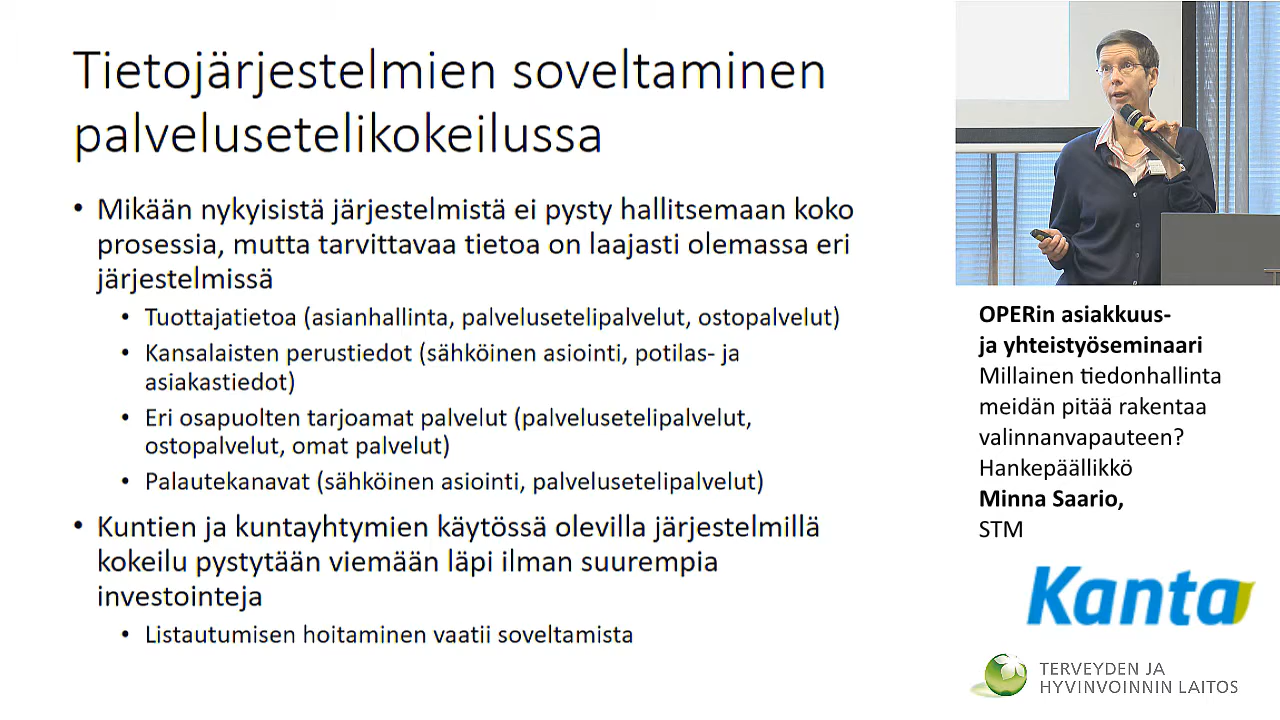 Tietojärjestelmien soveltaminen
palvelusetelikokeilussa
• Mikään nykyisistä järjestelmistä ei pysty hallitsemaan koko
prosessia, mutta tarvittavaa tietoa on laajasti olemassa eri
järjestelmissä
• Tuottajatietoa (asianhallinta, palvelusetelipalvelut, ostopalvelut)
• Kansalaisten perustiedot (sähköinen asiointi, potilas- ja
asiakastiedot)
• Eri osapuolten tarjoamat palvelut (palvelusetelipalvelut,
ostopalvelut, omat palvelut)
• Palautekanavat (sähköinen asiointi, palvelusetelipalvelut)
• Kuntien ja kuntayhtymien käytössä olevilla järjestelmillä
kokeilu pystytään viemään läpi ilman suurempia
investointeja
• Listautumisen hoitaminen vaatii soveltamista
OPERin asiakkuus-
ja yhteistyöseminaari
Millainen tiedonhallinta
meidän pitää rakentaa
valinnanvapauteen?
Hankepäällikkö
Minna Saario,
STM
Kanta
TERVEYDEN JA
HYVINVOINNIN LAITOS